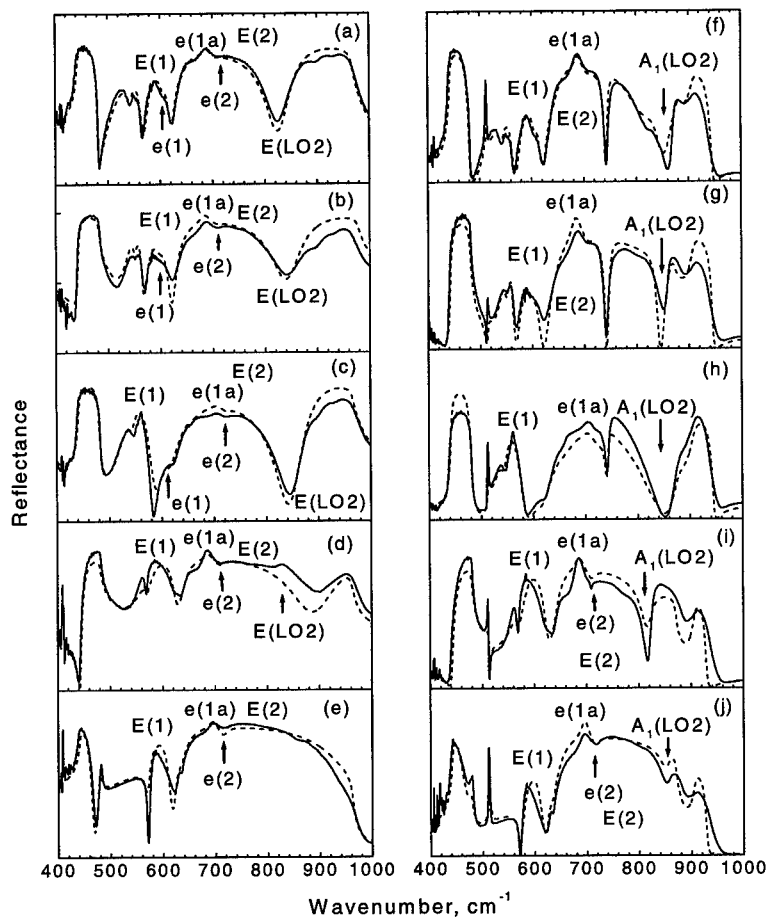 Reflectance
(a)
e(1a) E(2)
E(1)
e(2)
e(1)
E(LO2)
(b)
e(1a) E(2)
E(1)
e(2)
e(1)
E(LO2)
(c)
E(2)
E(1)
e(1a)
e(2)
e(1)
E(LO2)
(d)
e(1a)
E(1) E(2)
e(2)
E(LO2)
(e)
e(1a) E(2)
E(1)
e(2)
400 500 600 700 800 900 1000
(f)
e(1a)
A1(LO2)
E(1)
E(2)
(g)
e(1a)
A1(LO2)
E(1)
E(2)
(h)
e(1a) A1(LO2)
E(1)
(i)
e(1a)
A1(LO2)
E(1)
e(2)
E(2)
(j)
e(1a)
A1(LO2)
E(1)
e(2)
E(2)
400 500 600 700 800 900 1000
Wavenumber, cm-1